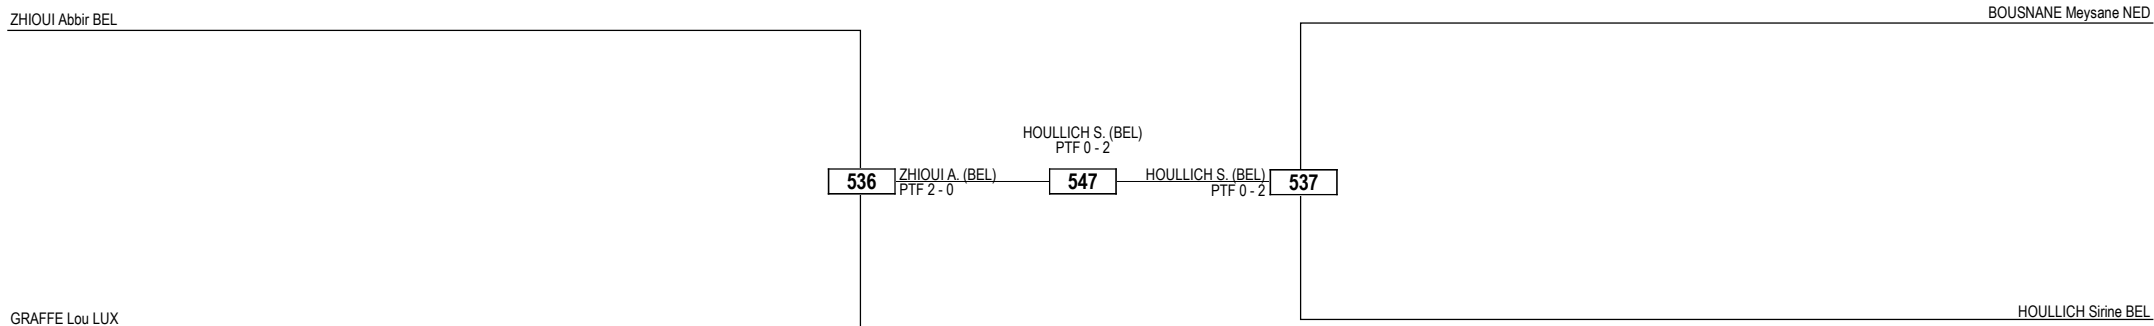 ZHIOUI Abbir BEL
BOUSNANE Meysane NED
HOULLICH S. (BEL)
PTF 0 - 2
536
ZHIOUI A. (BEL)
PTF 2 - 0
547
HOULLICH S. (BEL)
PTF 0 - 2
537
GRAFFE Lou LUX
HOULLICH Sirine BEL